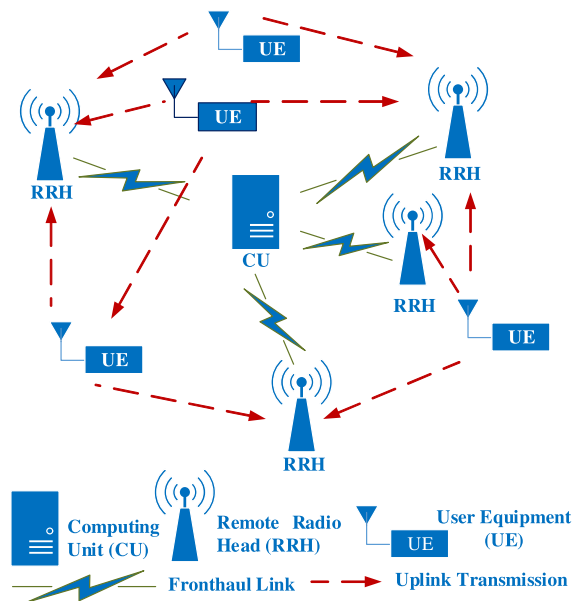 UE
UE
RRH
RRH
CU
RRH
UE
UE
RRH
Computing
Unit (CU)
Remote Radio
Head (RRH)
UE
User Equipment
(UE)
Fronthaul Link
Uplink Transmission